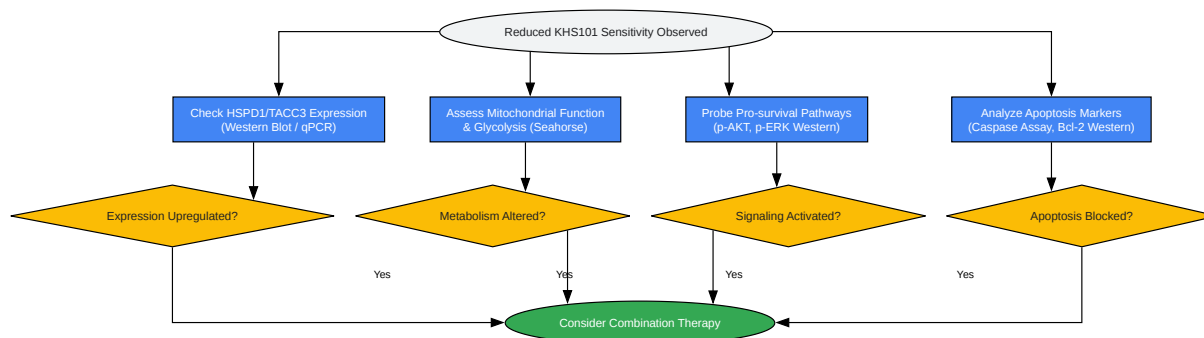 Reduced KHS101 Sensitivity Observed
Check HSPD1/TACC3 Expression
(Western Blot / qPCR)
Assess Mitochondrial Function
& Glycolysis (Seahorse)
Probe Pro-survival Pathways
(p-AKT, p-ERK Western)
Analyze Apoptosis Markers
(Caspase Assay, Bcl-2 Western)
Expression Upregulated?
Metabolism Altered?
Signaling Activated?
Apoptosis Blocked?
Yes
Yes
Yes
Yes
Consider Combination Therapy